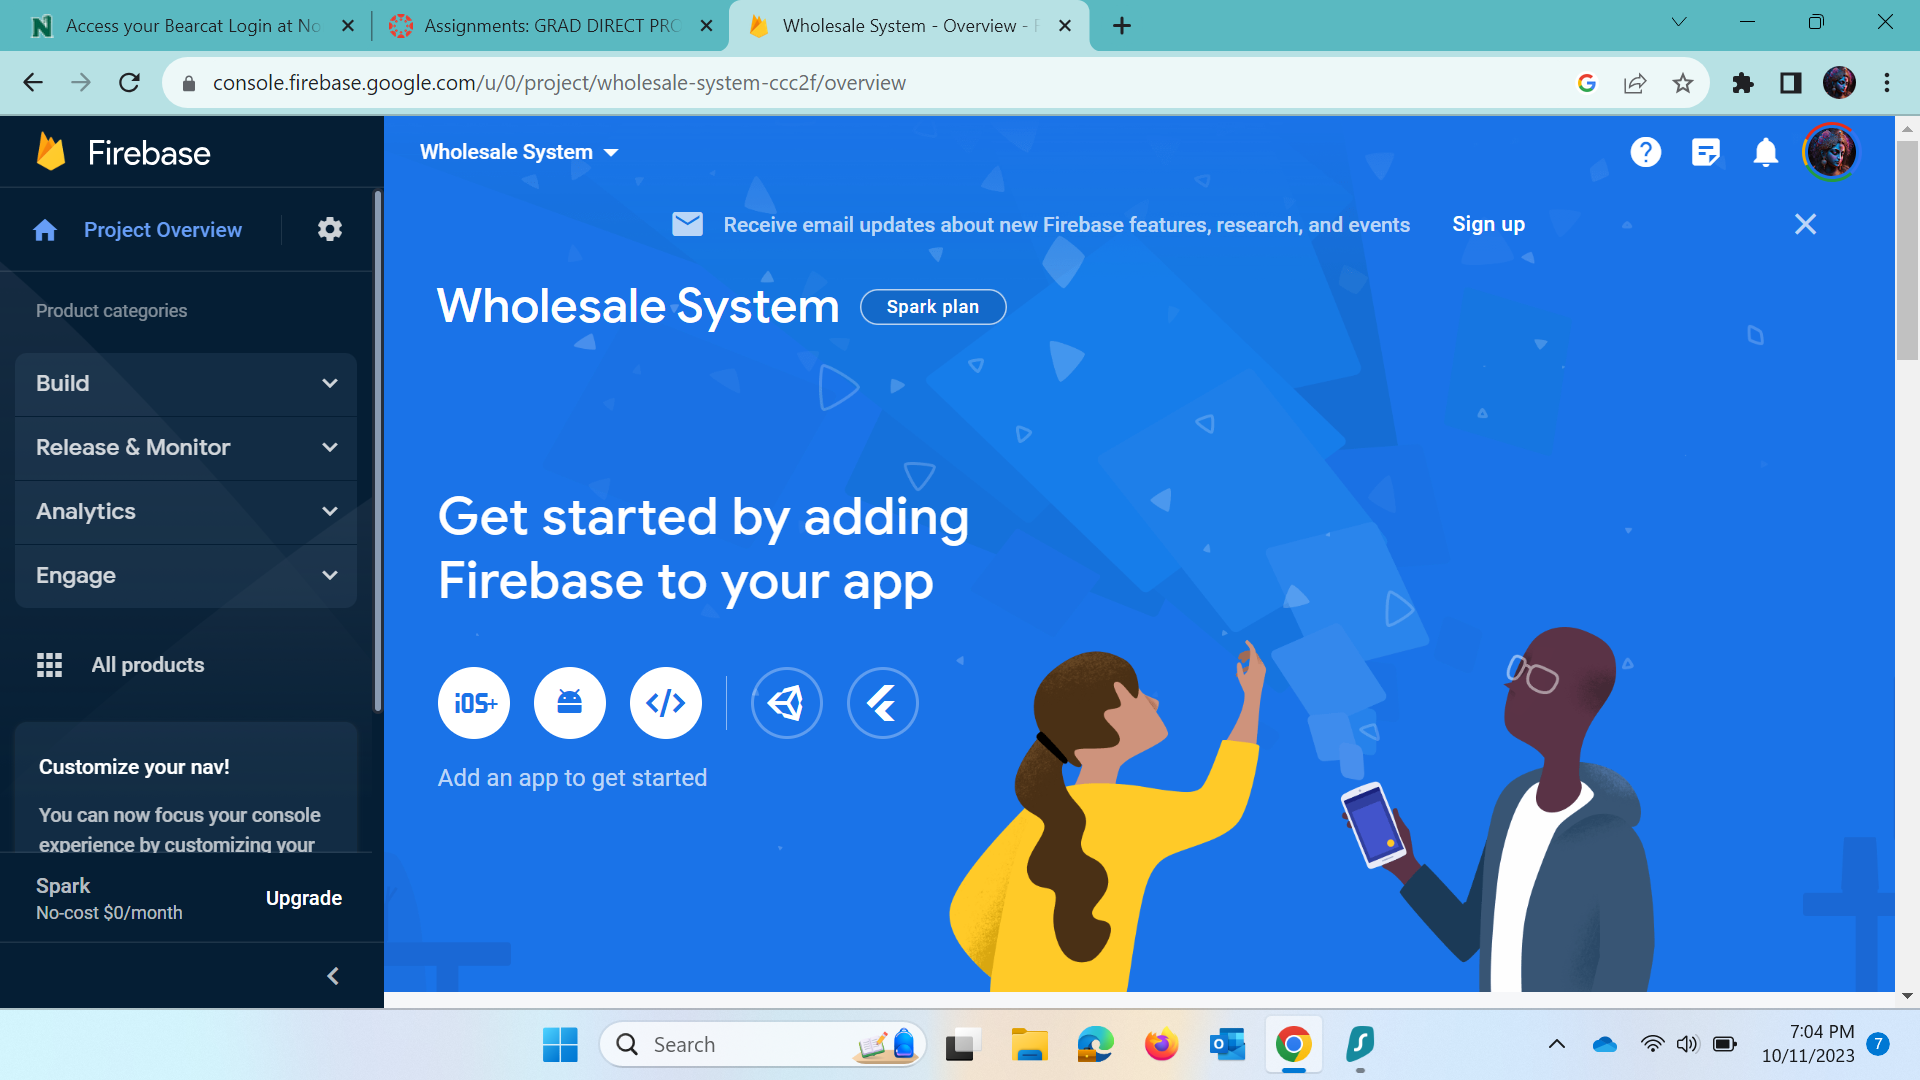 Access your Bearcat Login at No
Assignments: GRAD DIRECT PRO
Wholesale System - Overview - F
console.firebase.google.com/u/0/project/wholesale-system-ccc2f/overview
Firebase
Wholesale System
Receive email updates about new Firebase features, research, and events
Sign up
Project Overview
Product categories
Build
Release & Monitor
Analytics
Engage
All products
Customize your nav!
You can now focus your console
experience by customizing your
Spark
No-cost $0/month
Upgrade
Wholesale System
Spark plan
Get started by adding
Firebase to your app
iOS+
Add an app to get started
Search
7:04 PM
10/11/2023
7